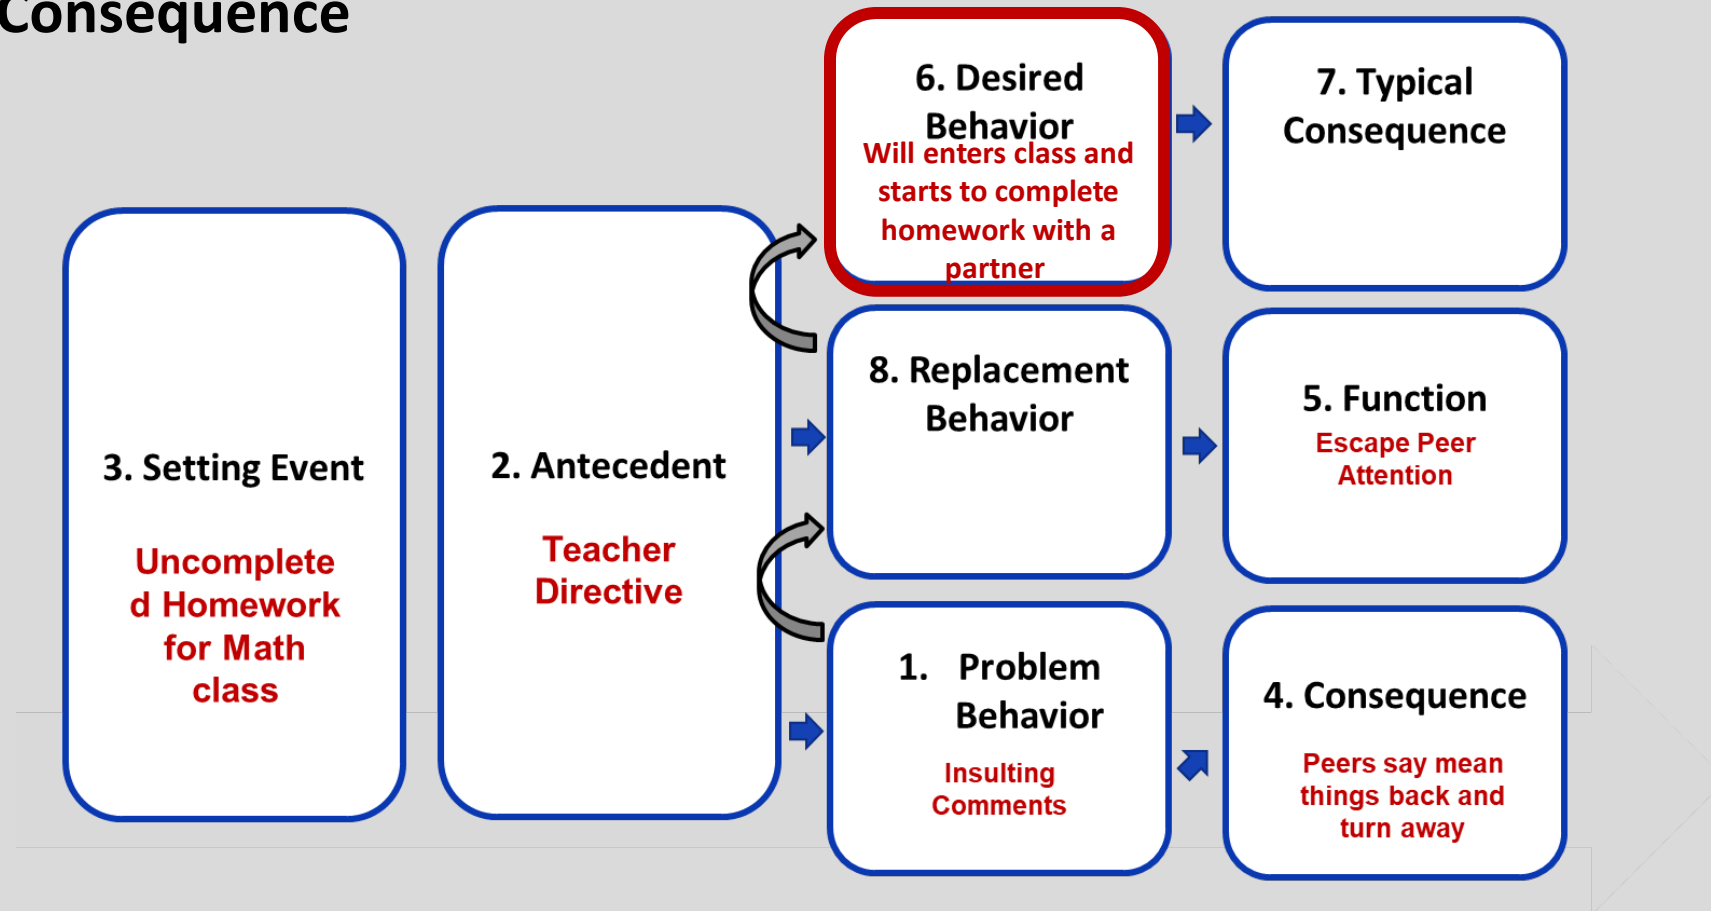 Consequence
6. Desired
Behavior
Will enters class and
starts to complete
homework with a
partner
7. Typical
Consequence
3. Setting Event
Uncomplete
d Homework
for Math
class
2. Antecedent
Teacher
Directive
8. Replacement
Behavior
5. Function
Escape Peer
Attention
1. Problem
Behavior
Insulting
Comments
4. Consequence
Peers say mean
things back and
turn away